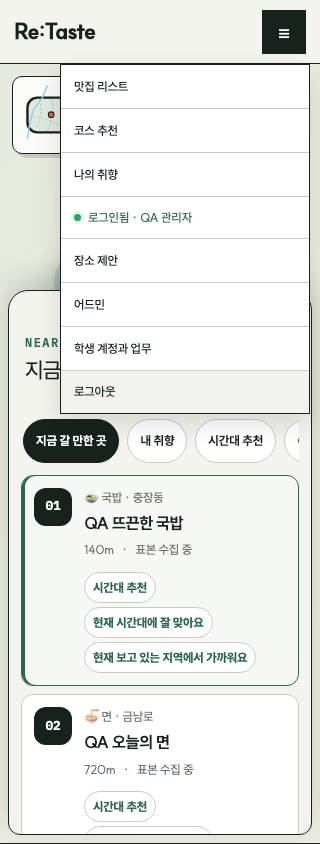 Re:Taste
맛집 리스트
코스 추천
나의 취향
로그인됨 · QA 관리자
장소 제안
어드민
학생 계정과 업무
로그아웃
NEAR
지금
지금 갈 만한 곳
내 취향
시간대 추천
01
국밥 · 충장동
QA 뜨끈한 국밥
140m · 표본 수집 중
시간대 추천
현재 시간대에 잘 맞아요
현재 보고 있는 지역에서 가까워요
02
면 · 금남로
QA 오늘의 면
720m · 표본 수집 중
시간대 추천